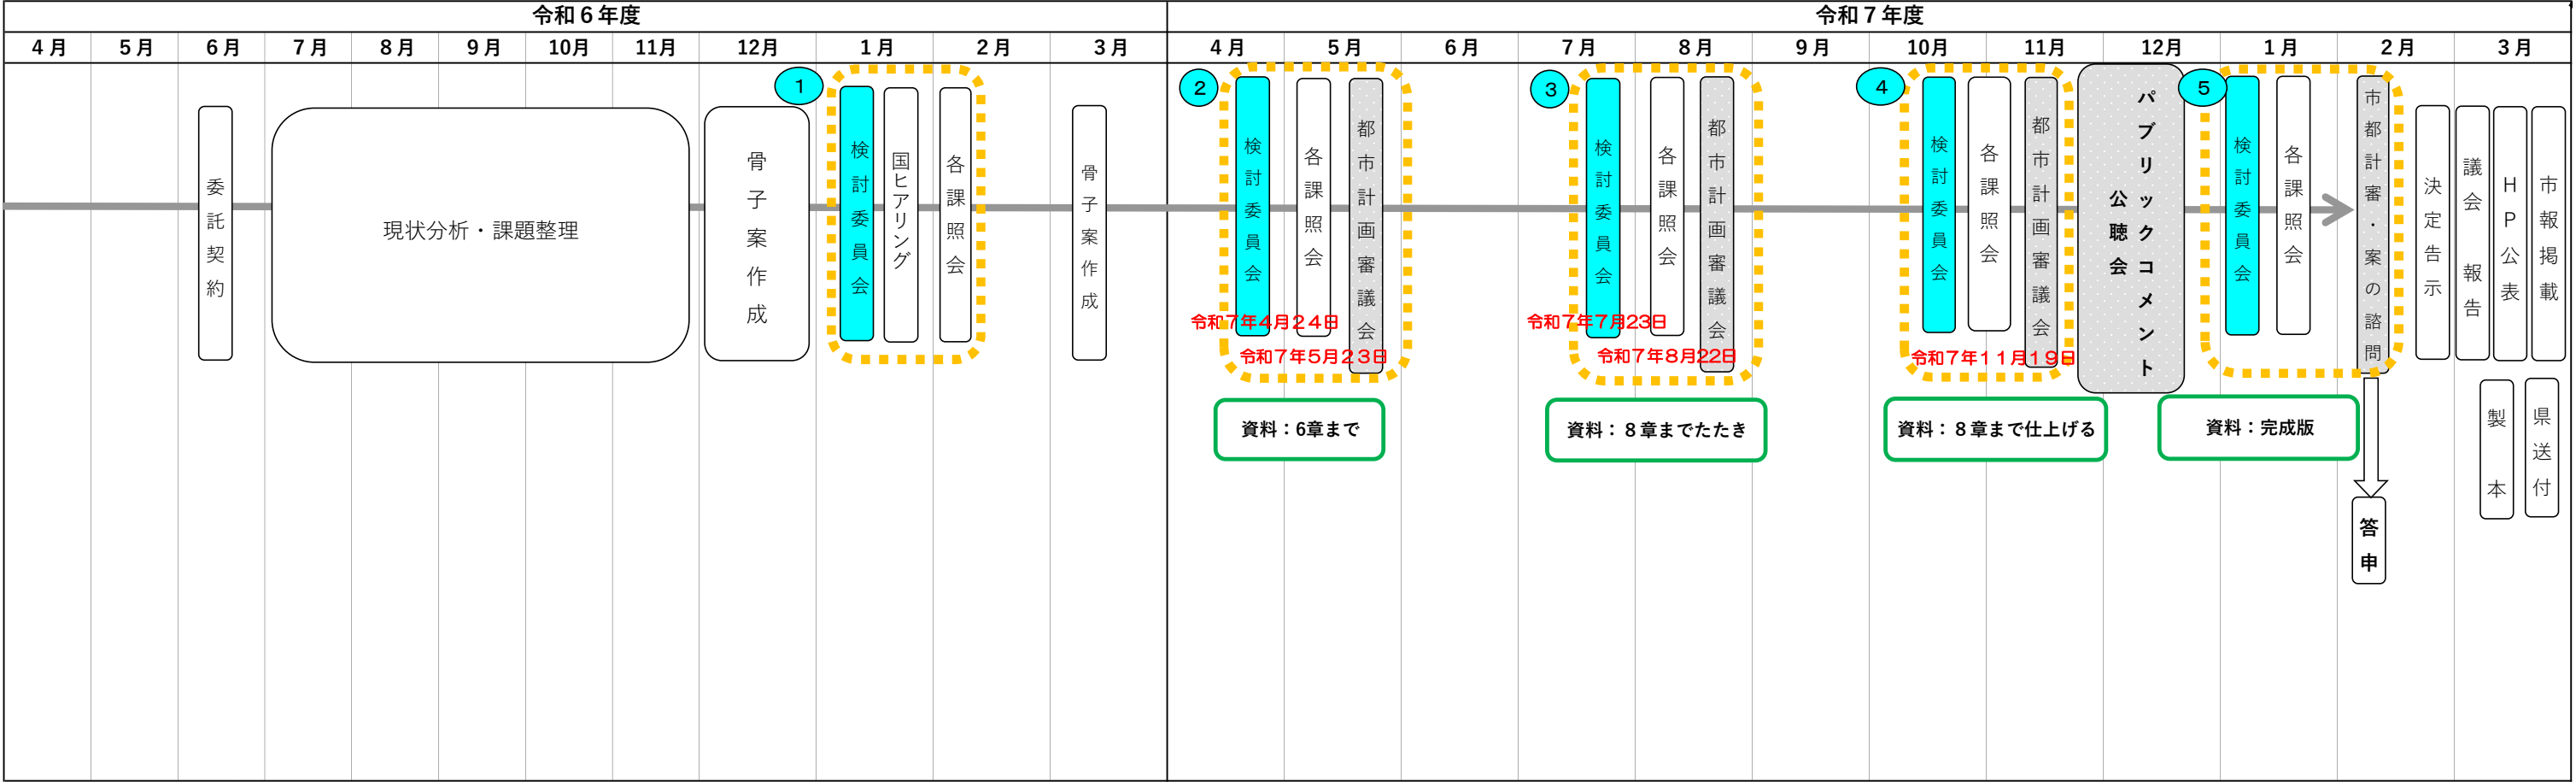 令和６年度
令和７年度
４月
５月
６月
７月
８月
９月
10月
11月
12月
１月
２月
３月
４月
５月
６月
７月
８月
９月
10月
11月
12月
１月
２月
３月
委託契約
現状分析・課題整理
骨子案作成
１
検討委員会
国ヒアリング
各課照会
骨子案作成
２
検討委員会
各課照会
都市計画審議会
令和７年４月２４日
令和７年５月２３日
資料：6章まで
３
検討委員会
各課照会
都市計画審議会
令和７年７月23日
令和７年８月22日
資料：８章までたたき
４
検討委員会
各課照会
都市計画審議会
令和７年１１月１９日
資料：８章まで仕上げる
パブリックコメント
公聴会
５
検討委員会
各課照会
市都計審・案の諮問
資料：完成版
答申
決定告示
議会　報告
ＨＰ公表
市報掲載
製　本
県送付